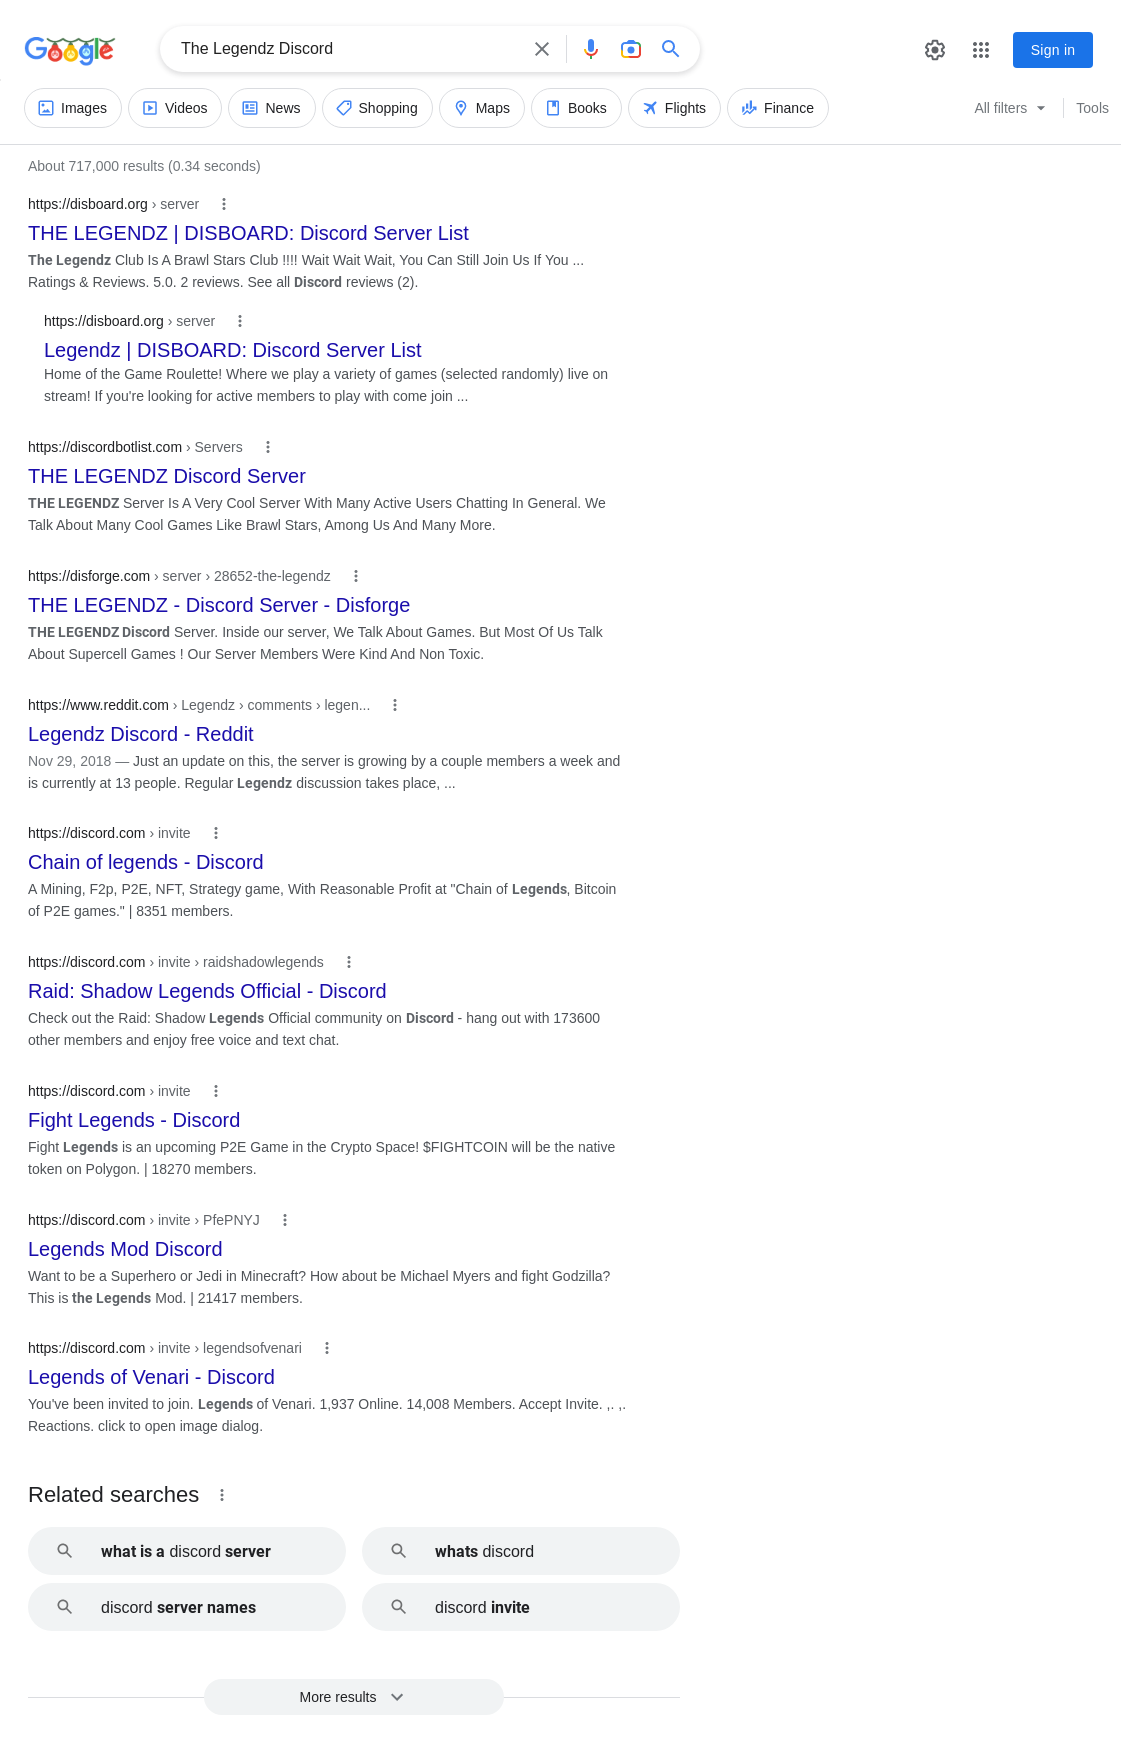 Google
The Legendz Discord
Sign in
Images
Videos
News
Shopping
Maps
Books
Flights
Finance
All filters
Tools
About 717,000 results (0.34 seconds)
https://disboard.org › server
THE LEGENDZ | DISBOARD: Discord Server List
The Legendz Club Is A Brawl Stars Club !!!! Wait Wait Wait, You Can Still Join Us If You ...
Ratings & Reviews. 5.0. 2 reviews. See all Discord reviews (2).
https://disboard.org › server
Legendz | DISBOARD: Discord Server List
Home of the Game Roulette! Where we play a variety of games (selected randomly) live on
stream! If you're looking for active members to play with come join ...
https://discordbotlist.com › Servers
THE LEGENDZ Discord Server
THE LEGENDZ Server Is A Very Cool Server With Many Active Users Chatting In General. We
Talk About Many Cool Games Like Brawl Stars, Among Us And Many More.
https://disforge.com › server › 28652-the-legendz
THE LEGENDZ - Discord Server - Disforge
THE LEGENDZ Discord Server. Inside our server, We Talk About Games. But Most Of Us Talk
About Supercell Games ! Our Server Members Were Kind And Non Toxic.
https://www.reddit.com › Legendz › comments › legen...
Legendz Discord - Reddit
Nov 29, 2018 — Just an update on this, the server is growing by a couple members a week and
is currently at 13 people. Regular Legendz discussion takes place, ...
https://discord.com › invite
Chain of legends - Discord
A Mining, F2p, P2E, NFT, Strategy game, With Reasonable Profit at "Chain of Legends, Bitcoin
of P2E games." | 8351 members.
https://discord.com › invite › raidshadowlegends
Raid: Shadow Legends Official - Discord
Check out the Raid: Shadow Legends Official community on Discord - hang out with 173600
other members and enjoy free voice and text chat.
https://discord.com › invite
Fight Legends - Discord
Fight Legends is an upcoming P2E Game in the Crypto Space! $FIGHTCOIN will be the native
token on Polygon. | 18270 members.
https://discord.com › invite › PfePNYJ
Legends Mod Discord
Want to be a Superhero or Jedi in Minecraft? How about be Michael Myers and fight Godzilla?
This is the Legends Mod. | 21417 members.
https://discord.com › invite › legendsofvenari
Legends of Venari - Discord
You've been invited to join. Legends of Venari. 1,937 Online. 14,008 Members. Accept Invite. ,. ,.
Reactions. click to open image dialog.
Related searches
what is a discord server
whats discord
discord server names
discord invite
More results